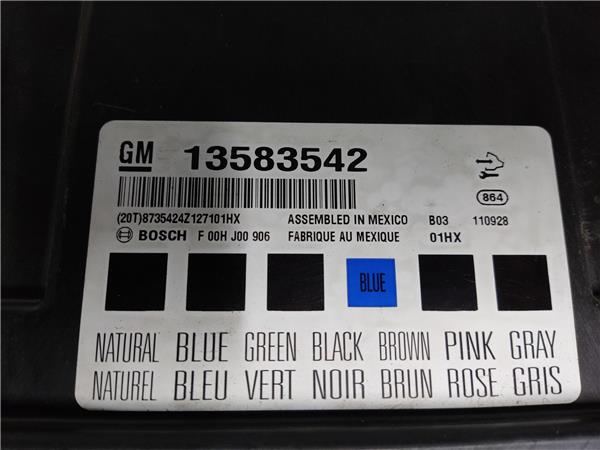 GM 13583542
(20T)8735424Z127101HX ASSEMBLED IN MEXICO B03 110928
864
BOSCH F 00H J00 906 FABRIQUE AU MEXIQUE 01HX
BLUE
NATURAL BLUE GREEN BLACK BROWN PINK GRAY
NATUREL BLEU VERT NOIR BRUN ROSE GRIS